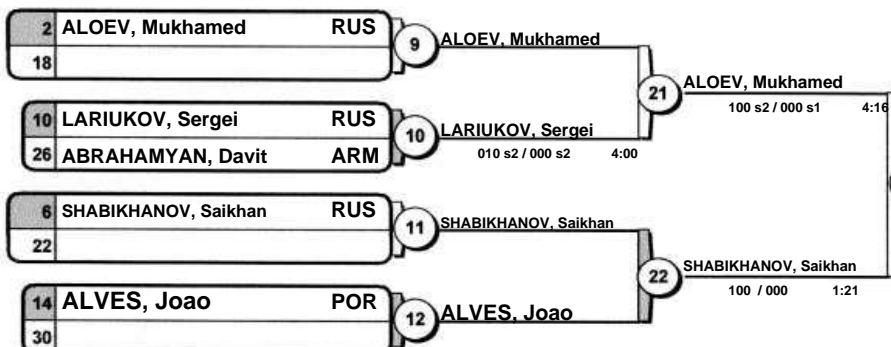 2 ALOEV, Mukhamed RUS
18
9 ALOEV, Mukhamed
10 LARIUKOV, Sergei RUS
26 ABRAHAMYAN, Davit ARM
10 LARIUKOV, Sergei
010 s2 / 000 s2 4:00
21 ALOEV, Mukhamed
100 s2 / 000 s1 4:16
6 SHABIKHANOV, Saikhan RUS
22
11 SHABIKHANOV, Saikhan
14 ALVES, Joao POR
30
12 ALVES, Joao
22 SHABIKHANOV, Saikhan
100 / 000 1:21